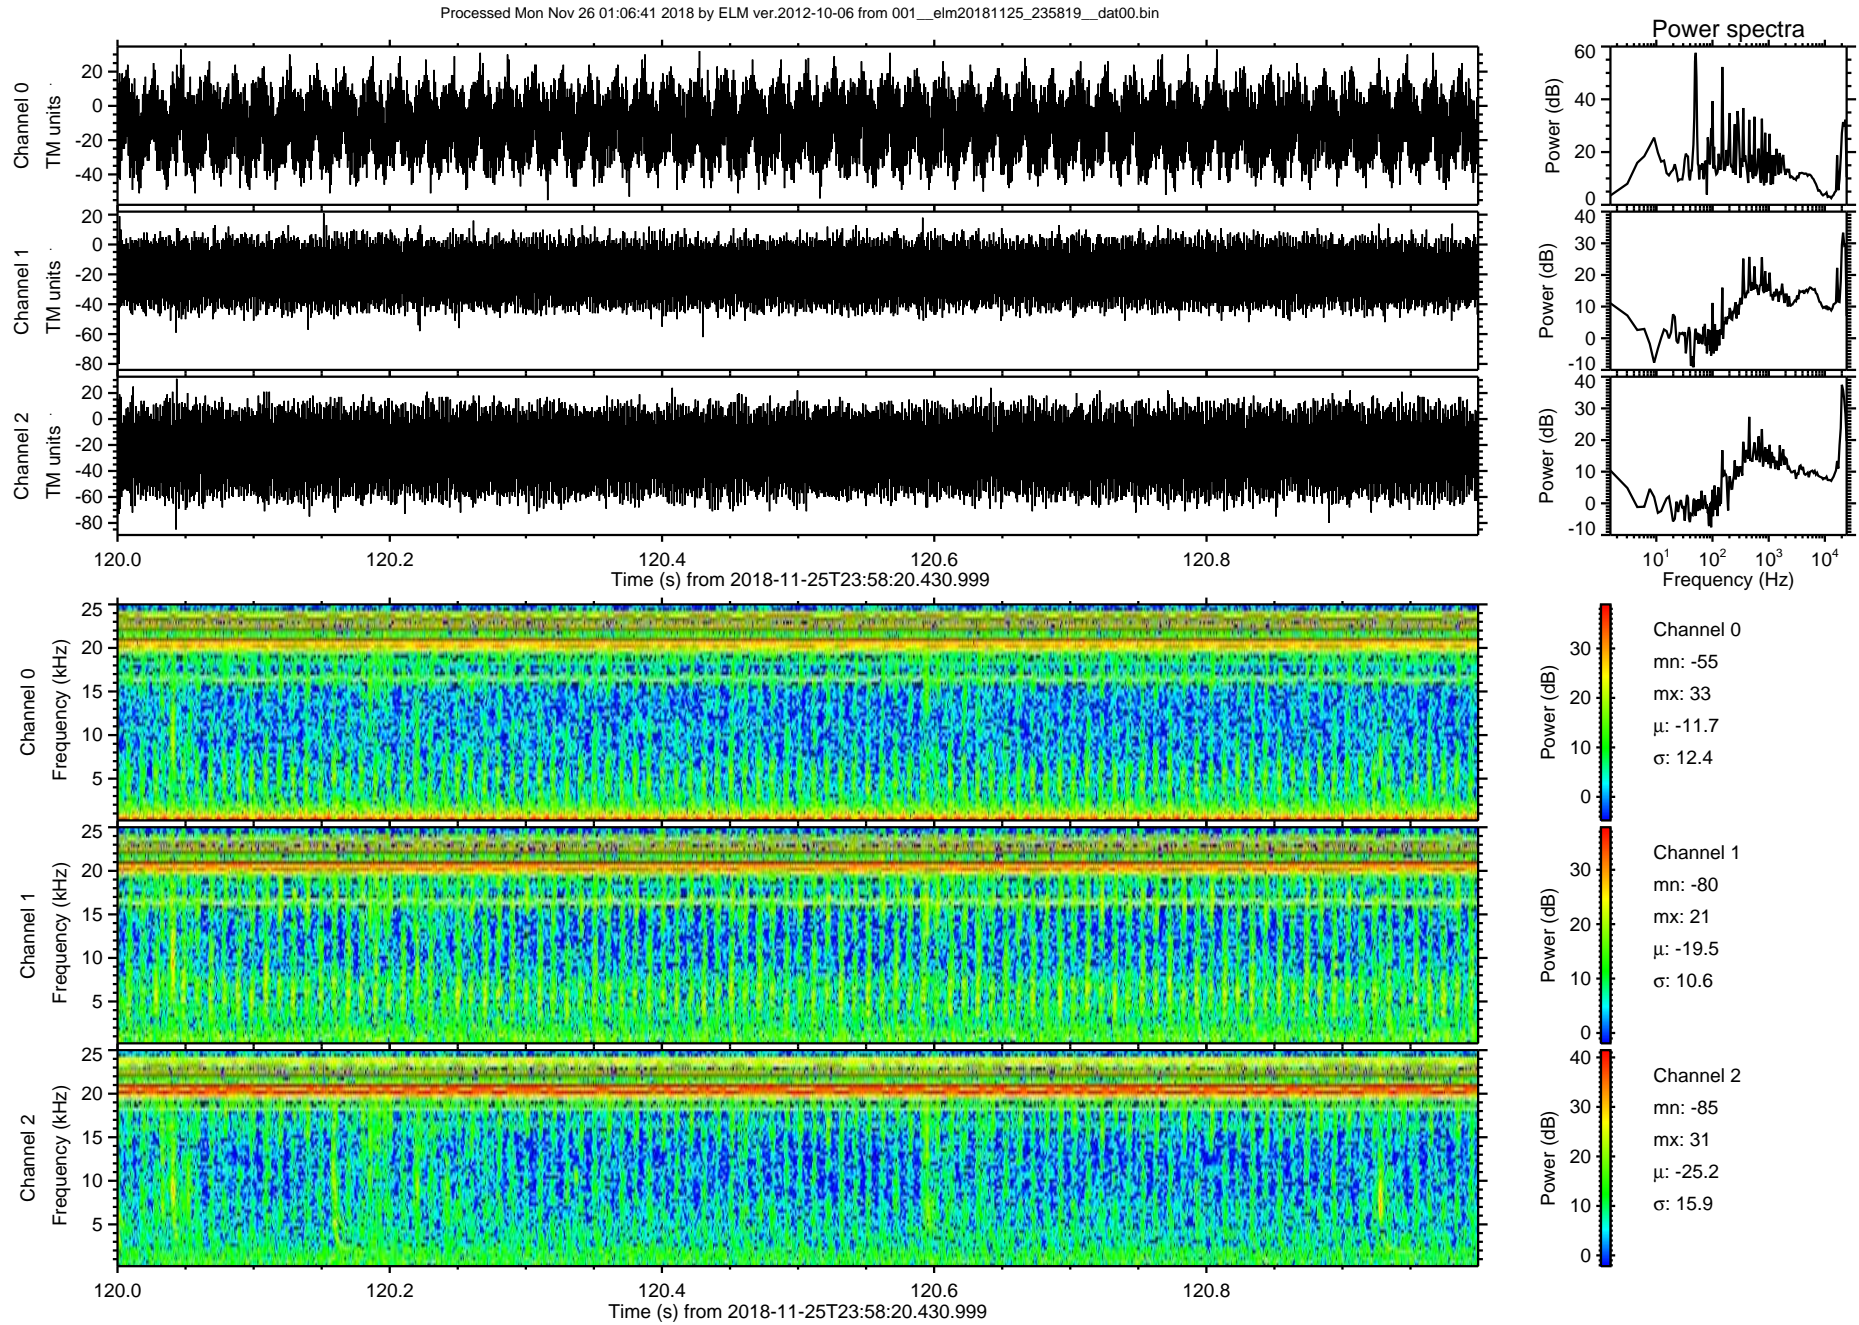 Processed Mon Nov 26 01:06:41 2018 by ELM ver.2012-10-06 from 001__elm20181125_235819__dat00.bin
Power spectra
Channel 0
TM units
20
0
-20
-40
Power (dB)
60
40
20
0
Channel 1
TM units
20
0
-20
-40
-60
-80
Power (dB)
40
30
20
10
0
-10
Channel 2
TM units
20
0
-20
-40
-60
-80
Power (dB)
40
30
20
10
0
-10
120.0 120.2 120.4 120.6 120.8
Time (s) from 2018-11-25T23:58:20.430.999
10¹ 10² 10³ 10⁴
Frequency (Hz)
Channel 0
Frequency (kHz)
25
20
15
10
5
Power (dB)
30
20
10
0
Channel 0
mn: -55
mx: 33
μ: -11.7
σ: 12.4
Channel 1
Frequency (kHz)
25
20
15
10
5
Power (dB)
30
20
10
0
Channel 1
mn: -80
mx: 21
μ: -19.5
σ: 10.6
Channel 2
Frequency (kHz)
25
20
15
10
5
Power (dB)
40
30
20
10
0
Channel 2
mn: -85
mx: 31
μ: -25.2
σ: 15.9
120.0 120.2 120.4 120.6 120.8
Time (s) from 2018-11-25T23:58:20.430.999